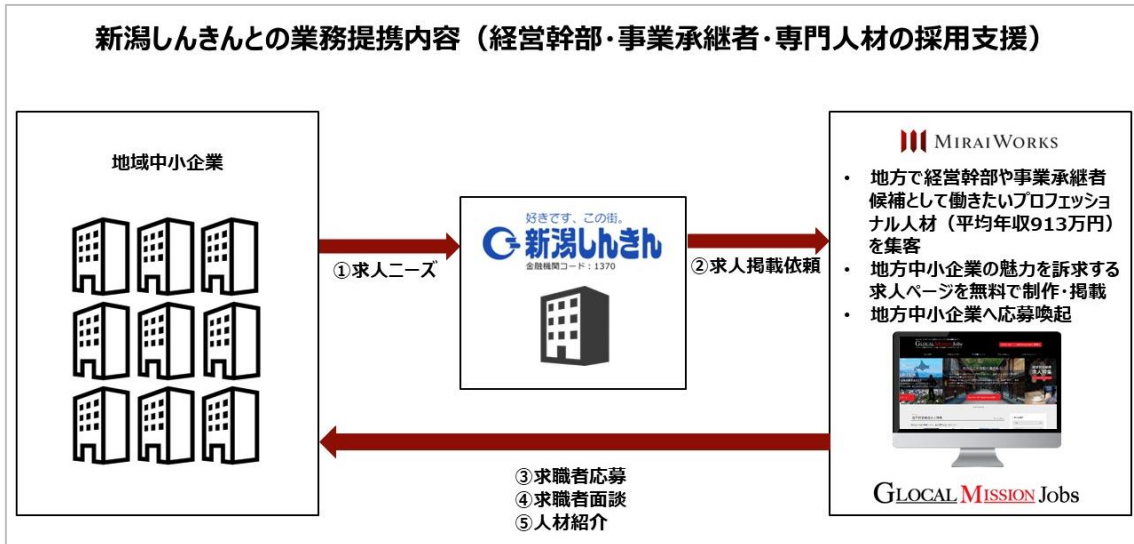 新潟しんきんとの業務提携内容（経営幹部・事業承継者・専門人材の採用支援）
地域中小企業
①求人ニーズ
好きです、この街。
新潟しんきん
金融機関コード：1370
②求人掲載依頼
MIRAIWORKS
・ 地方で経営幹部や事業承継者
候補として働きたいプロフェッショ
ナル人材（平均年収913万円）
を集客
・ 地方中小企業の魅力を訴求する
求人ページを無料で制作・掲載
・ 地方中小企業へ応募喚起
GLOCAL MISSION JOBS
GLOCAL MISSION Jobs
③求職者応募
④求職者面談
⑤人材紹介